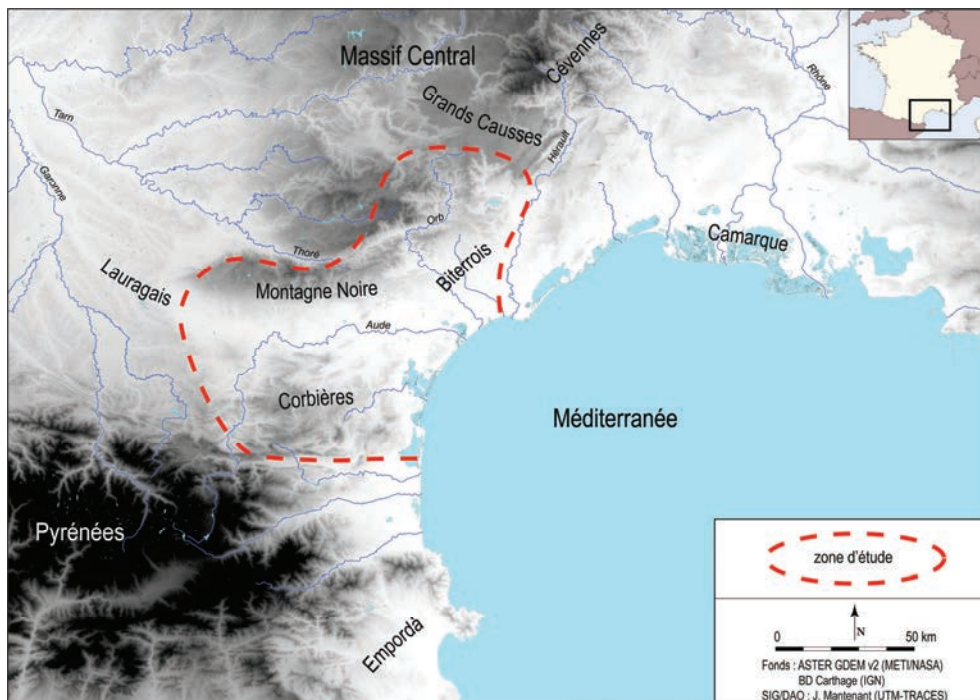 Massif Central
Cévennes
Rhône
Grands Causses
Tarn
Hérault
Garonne
Orb
Camarque
Thoré
Biterrois
Lauragais
Montagne Noire
Aude
Corbières
Méditerranée
Pyrénées
zone d'étude
N
0 50 km
Empordà
Fonds : ASTER GDEM v2 (METI/NASA)
BD Carthage (IGN)
SIG/DAO : J. Mantenant (UTM-TRACES)